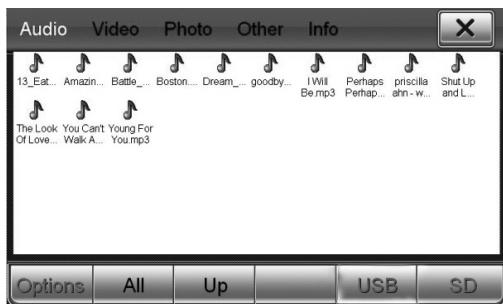 Audio Video Photo Other Info
13_Eat... Amazin... Battle_... Boston.... Dream_... goodby... I Will Be.mp3 Perhaps Perhap... priscilla ahn - w... Shut Up and L...
The Look Of Love... You Can't Walk A... Young For You.mp3
Options All Up USB SD